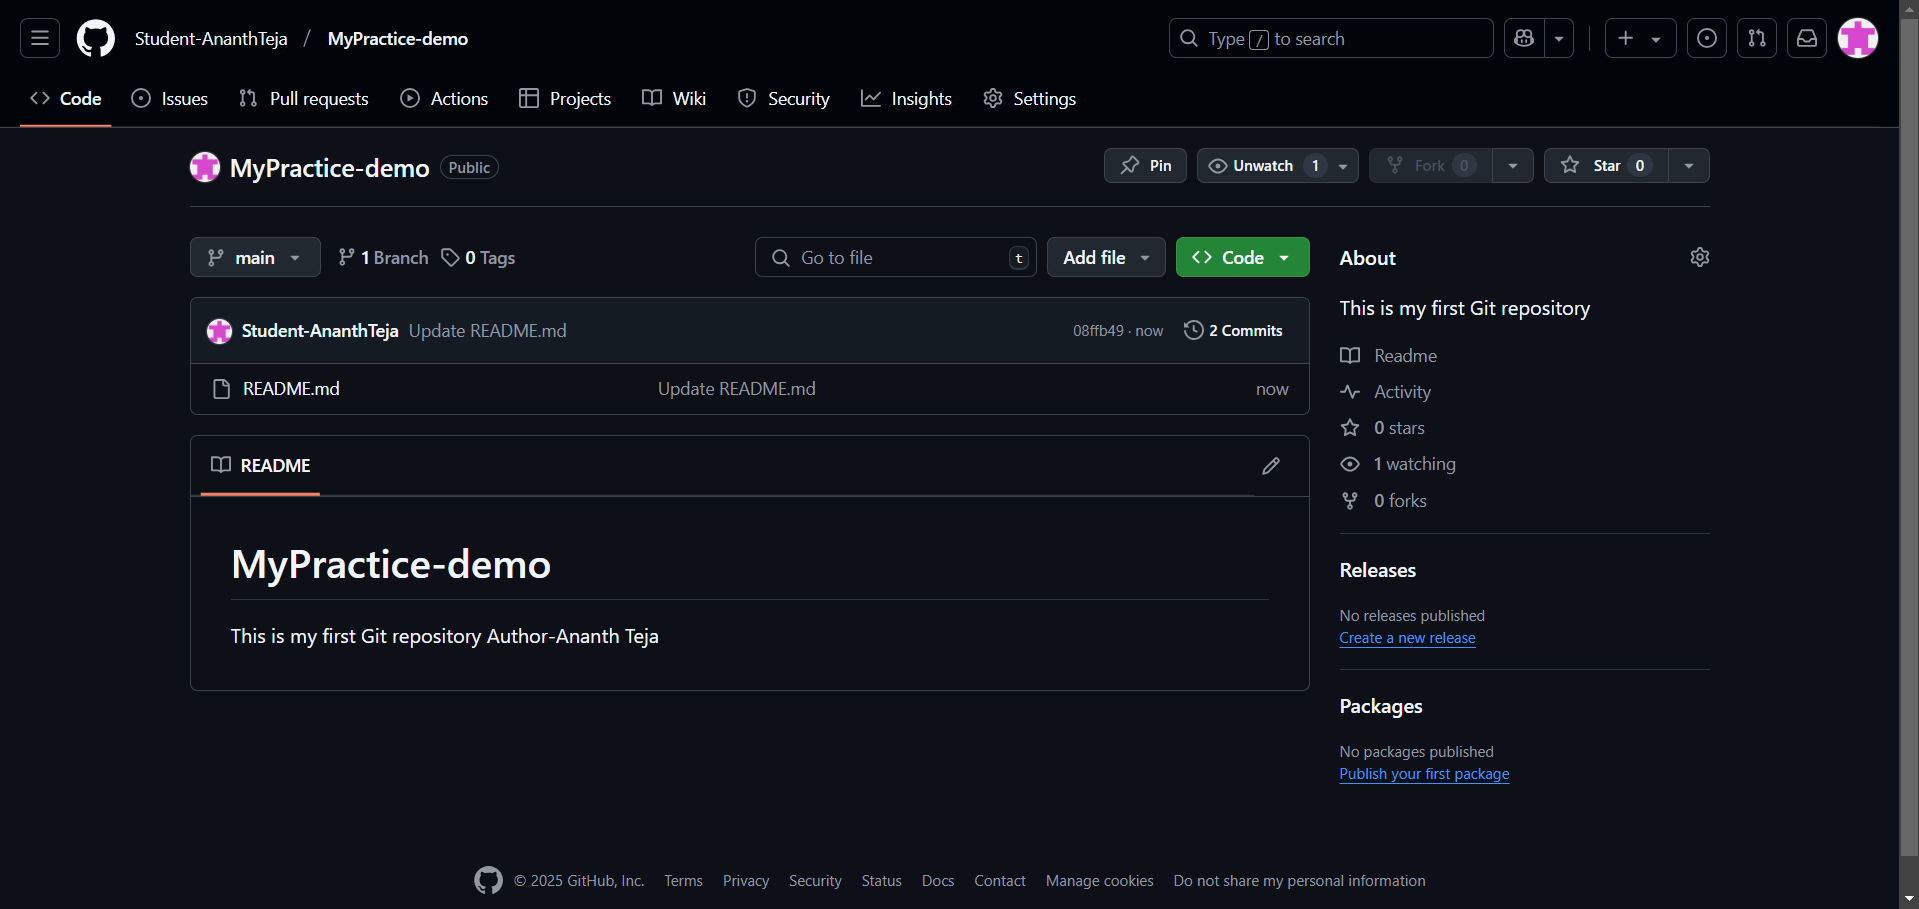 Student-AnanthTeja / MyPractice-demo
Type / to search
Code Issues Pull requests Actions Projects Wiki Security Insights Settings
MyPractice-demo Public
Pin Unwatch 1 Fork 0 Star 0
main 1 Branch 0 Tags
Go to file t Add file Code
Student-AnanthTeja Update README.md 08ffb49 · now 2 Commits
README.md Update README.md now
README
MyPractice-demo
This is my first Git repository Author-Ananth Teja
About
This is my first Git repository
Readme
Activity
0 stars
1 watching
0 forks
Releases
No releases published
Create a new release
Packages
No packages published
Publish your first package
© 2025 GitHub, Inc. Terms Privacy Security Status Docs Contact Manage cookies Do not share my personal information